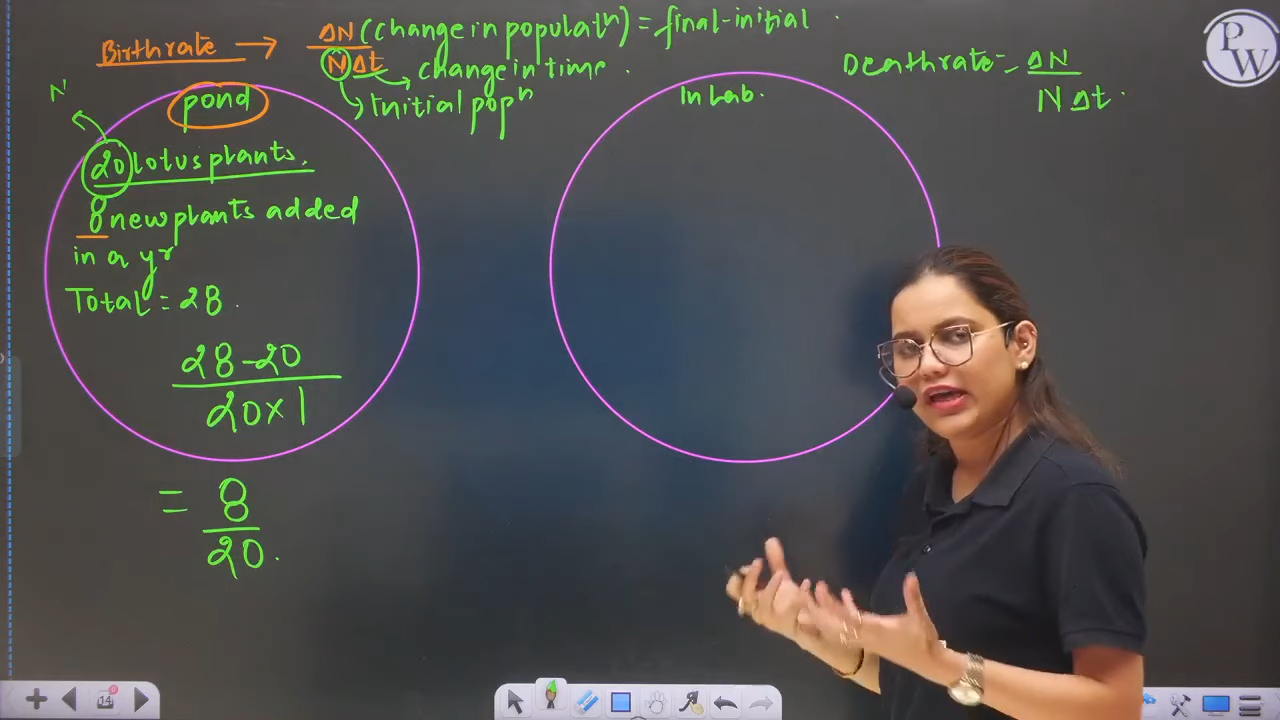 Birthrate → ΔN (change in populatⁿ) = final-initial
NΔt → change in time
→ Initial popⁿ
Deathrate = ΔN
NΔt
PW
N
pond
20 lotus plants.
8 new plants added
in a yr
Total = 28
28-20
20×1
= 8
20
In Lab.
14